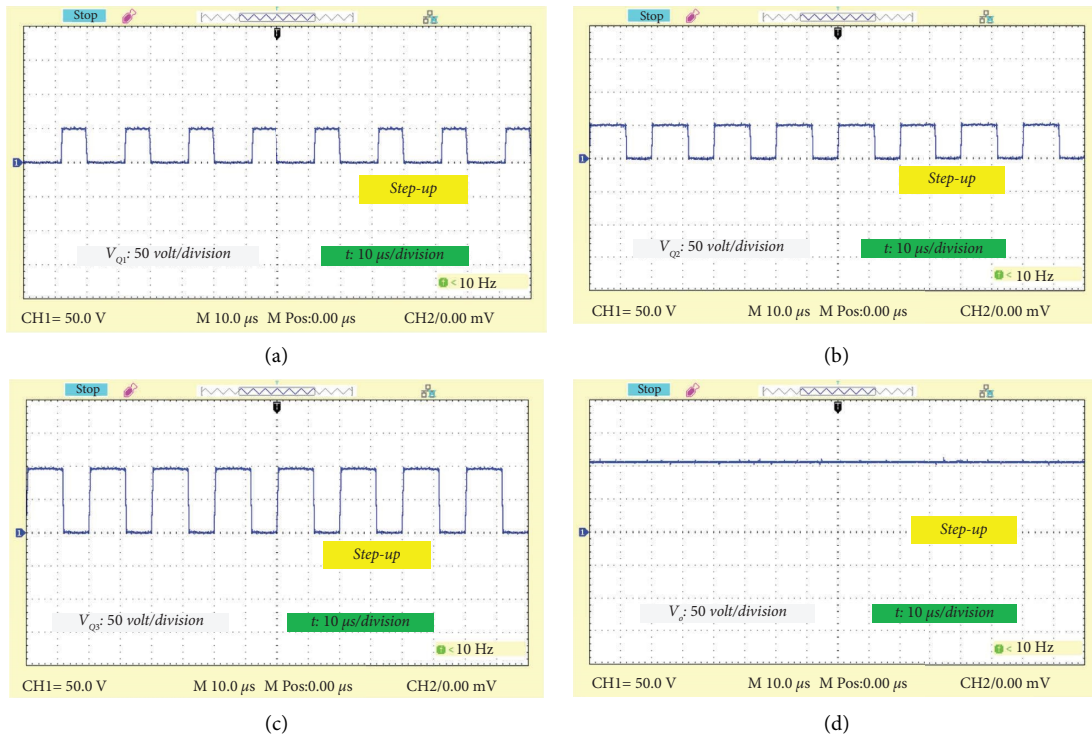 Stop
T
1
Step-up
V_Q1: 50 volt/division t: 10 µs/division
< 10 Hz
CH1= 50.0 V M 10.0 µs M Pos:0.00 µs CH2/0.00 mV
(a)
Stop
T
1
Step-up
V_Q2: 50 volt/division t: 10 µs/division
< 10 Hz
CH1= 50.0 V M 10.0 µs M Pos:0.00 µs CH2/0.00 mV
(b)
Stop
T
1
Step-up
V_Q3: 50 volt/division t: 10 µs/division
< 10 Hz
CH1= 50.0 V M 10.0 µs M Pos:0.00 µs CH2/0.00 mV
(c)
Stop
T
1
Step-up
V_o: 50 volt/division t: 10 µs/division
< 10 Hz
CH1= 50.0 V M 10.0 µs M Pos:0.00 µs CH2/0.00 mV
(d)